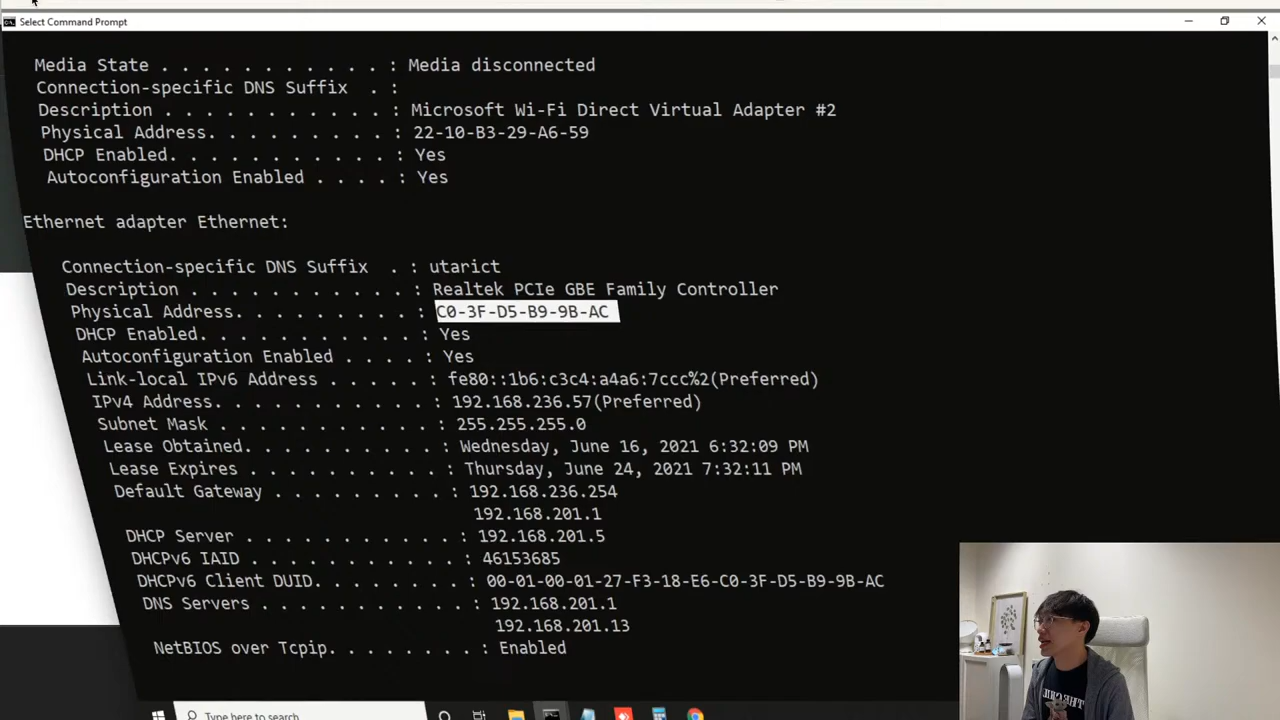 Select Command Prompt
Media State . . . . . . . . . . . : Media disconnected
Connection-specific DNS Suffix  . :
Description . . . . . . . . . . . : Microsoft Wi-Fi Direct Virtual Adapter #2
Physical Address. . . . . . . . . : 22-10-B3-29-A6-59
DHCP Enabled. . . . . . . . . . . : Yes
Autoconfiguration Enabled . . . . : Yes
Ethernet adapter Ethernet:
Connection-specific DNS Suffix  . : utarict
Description . . . . . . . . . . . : Realtek PCIe GBE Family Controller
Physical Address. . . . . . . . . : C0-3F-D5-B9-9B-AC
DHCP Enabled. . . . . . . . . . . : Yes
Autoconfiguration Enabled . . . . : Yes
Link-local IPv6 Address . . . . . : fe80::1b6:c3c4:a4a6:7ccc%2(Preferred)
IPv4 Address. . . . . . . . . . . : 192.168.236.57(Preferred)
Subnet Mask . . . . . . . . . . . : 255.255.255.0
Lease Obtained. . . . . . . . . . : Wednesday, June 16, 2021 6:32:09 PM
Lease Expires . . . . . . . . . . : Thursday, June 24, 2021 7:32:11 PM
Default Gateway . . . . . . . . . : 192.168.236.254
192.168.201.1
DHCP Server . . . . . . . . . . . : 192.168.201.5
DHCPv6 IAID . . . . . . . . . . . : 46153685
DHCPv6 Client DUID. . . . . . . . : 00-01-00-01-27-F3-18-E6-C0-3F-D5-B9-9B-AC
DNS Servers . . . . . . . . . . . : 192.168.201.1
192.168.201.13
NetBIOS over Tcpip. . . . . . . . : Enabled
Type here to search